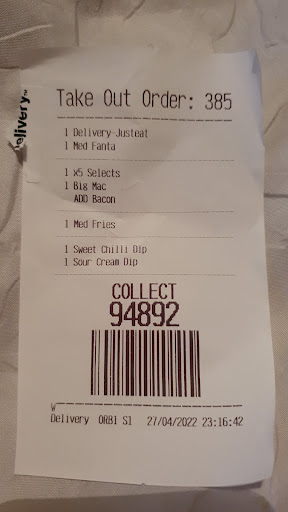 elivery™
Take Out Order: 385
1 Delivery-Justeat
1 Med Fanta
1 x5 Selects
1 Big Mac
ADD Bacon
1 Med Fries
1 Sweet Chilli Dip
1 Sour Cream Dip
COLLECT
94892
W
Delivery ORB1 S1 27/04/2022 23:16:42